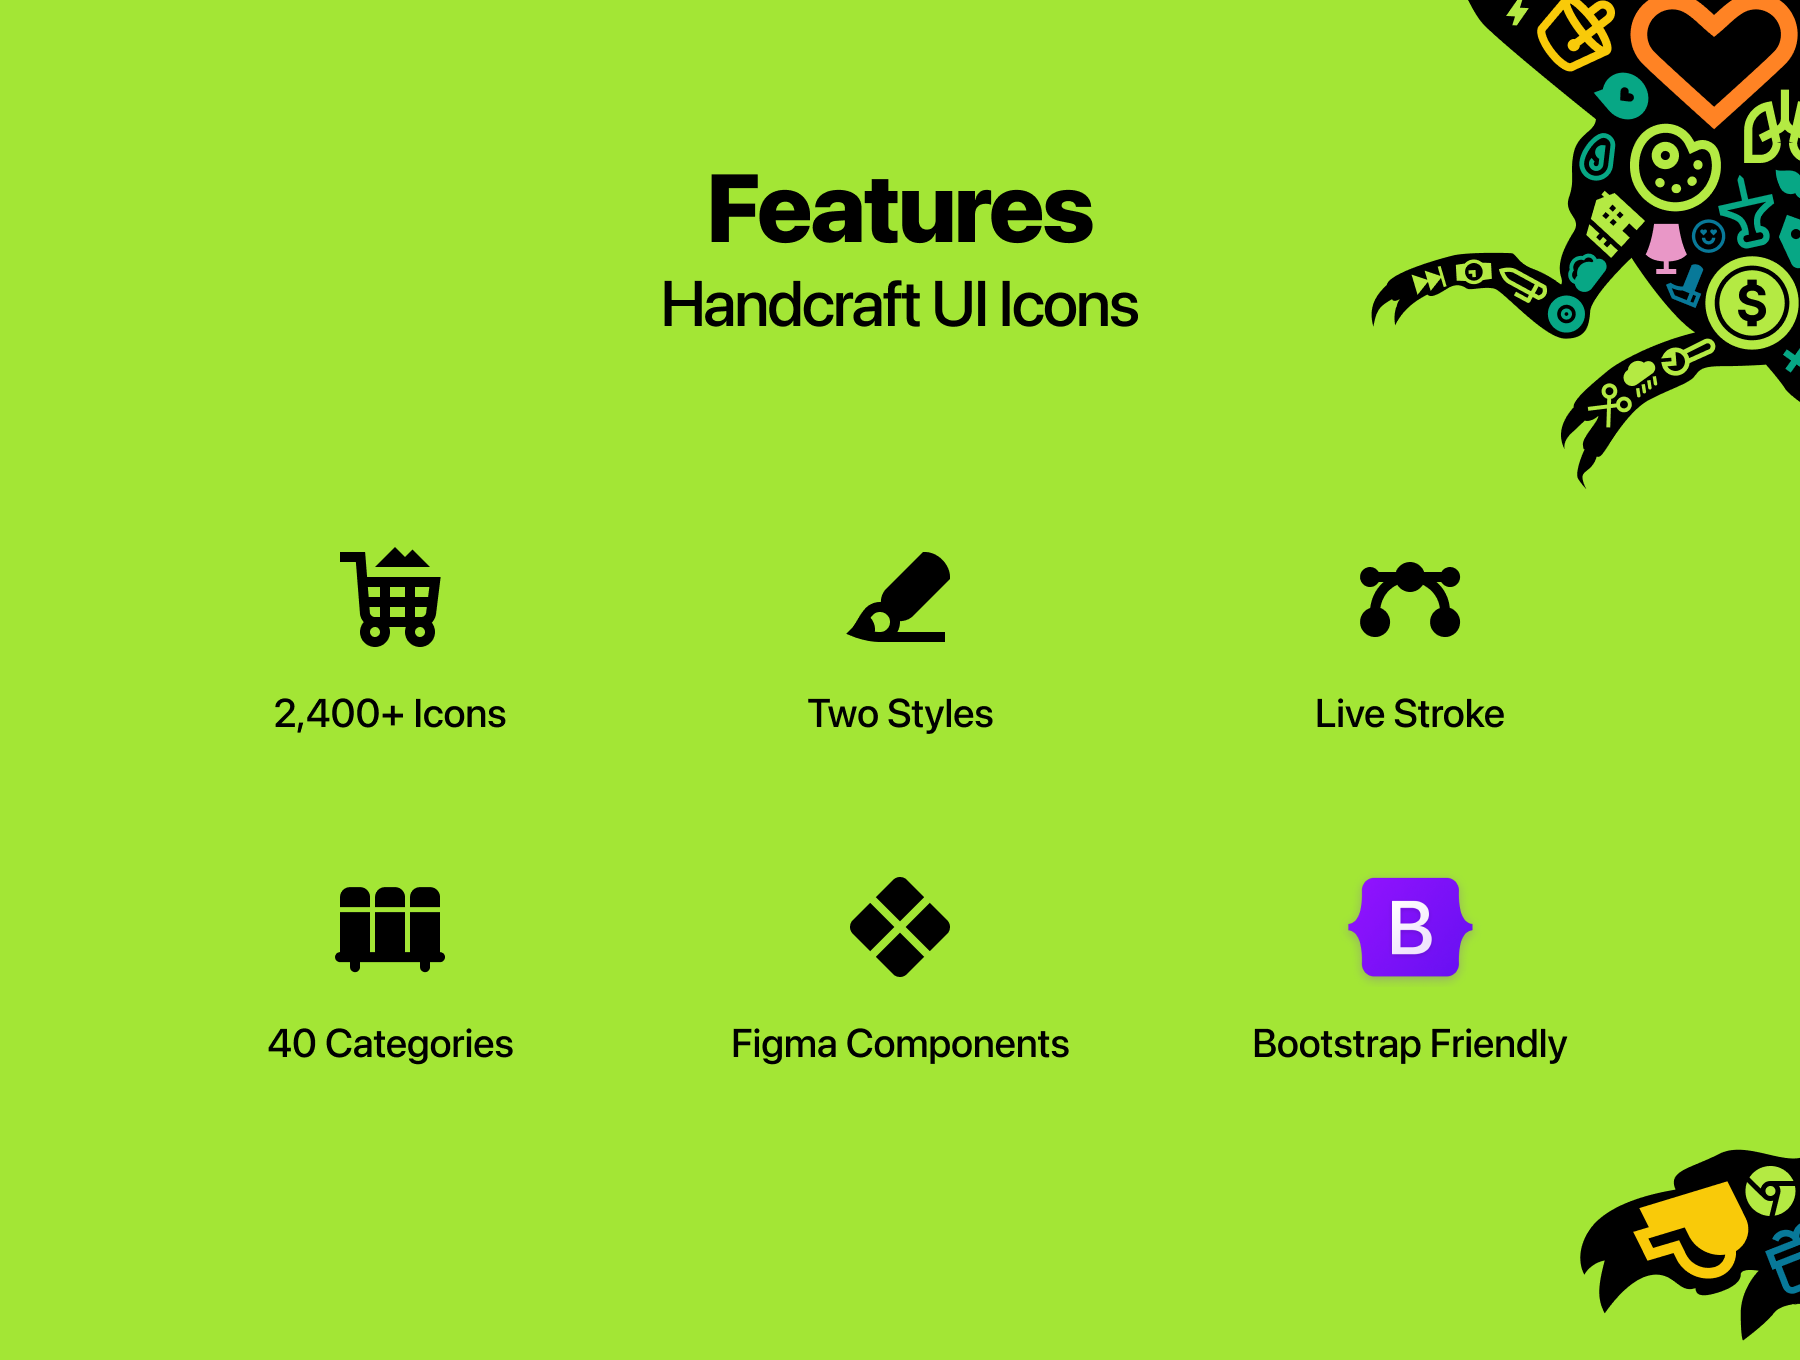 Features
Handcraft UI Icons
2,400+ Icons
Two Styles
Live Stroke
40 Categories
Figma Components
B
Bootstrap Friendly
$